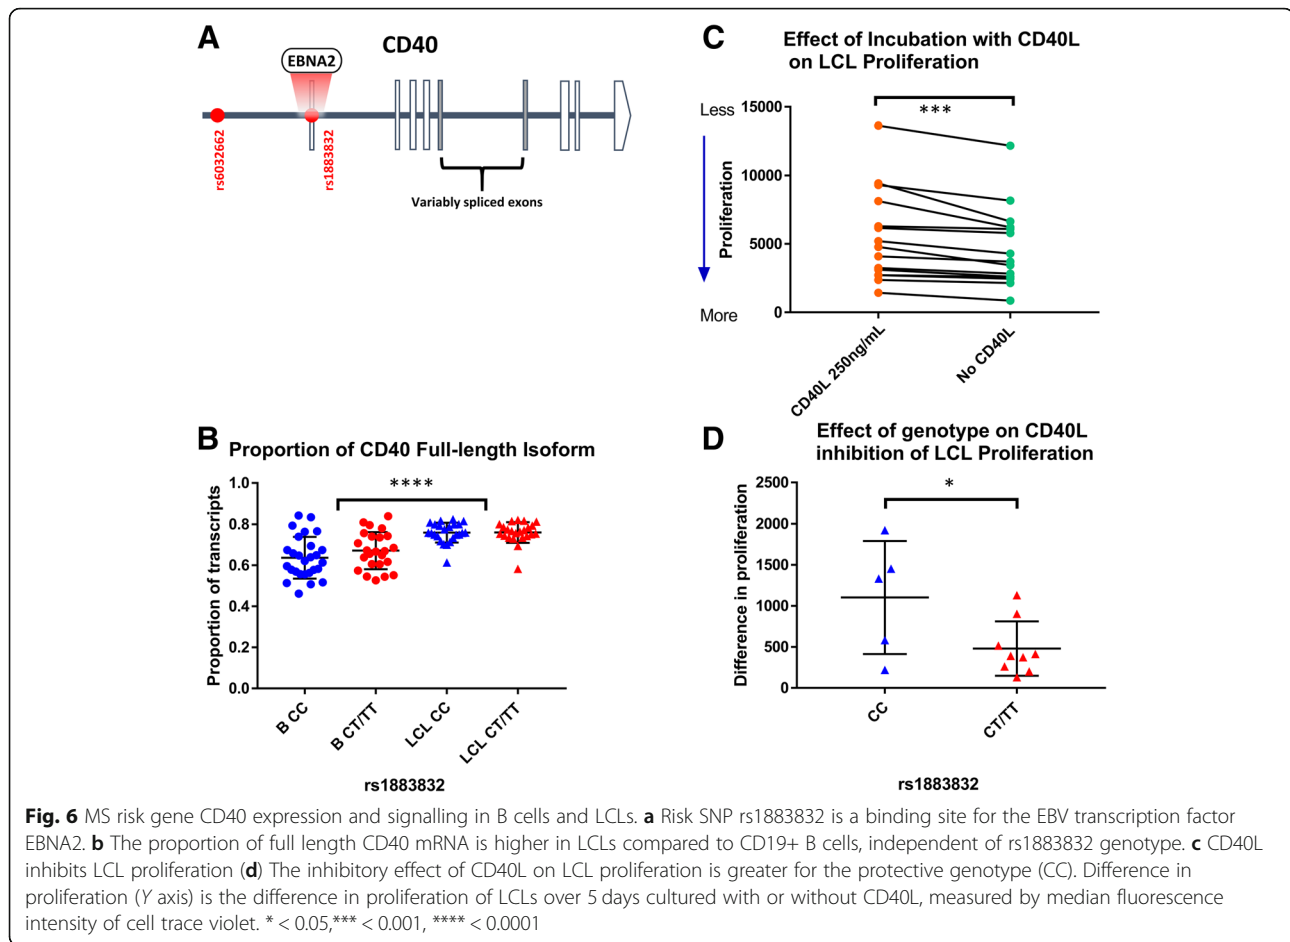 A
CD40
EBNA2
rs6032662
rs1883832
Variably spliced exons
C
Effect of Incubation with CD40L
on LCL Proliferation
Less
More
Proliferation
***
15000
10000
5000
0
CD40L 250ng/mL
No CD40L
B
Proportion of CD40 Full-length Isoform
****
Proportion of transcripts
1.0
0.8
0.6
0.4
0.2
0.0
B CC
B CT/TT
LCL CC
LCL CT/TT
rs1883832
D
Effect of genotype on CD40L
inhibition of LCL Proliferation
*
Difference in proliferation
2500
2000
1500
1000
500
0
CC
CT/TT
rs1883832
Fig. 6 MS risk gene CD40 expression and signalling in B cells and LCLs. a Risk SNP rs1883832 is a binding site for the EBV transcription factor
EBNA2. b The proportion of full length CD40 mRNA is higher in LCLs compared to CD19+ B cells, independent of rs1883832 genotype. c CD40L
inhibits LCL proliferation (d) The inhibitory effect of CD40L on LCL proliferation is greater for the protective genotype (CC). Difference in
proliferation (Y axis) is the difference in proliferation of LCLs over 5 days cultured with or without CD40L, measured by median fluorescence
intensity of cell trace violet. * < 0.05,*** < 0.001, **** < 0.0001